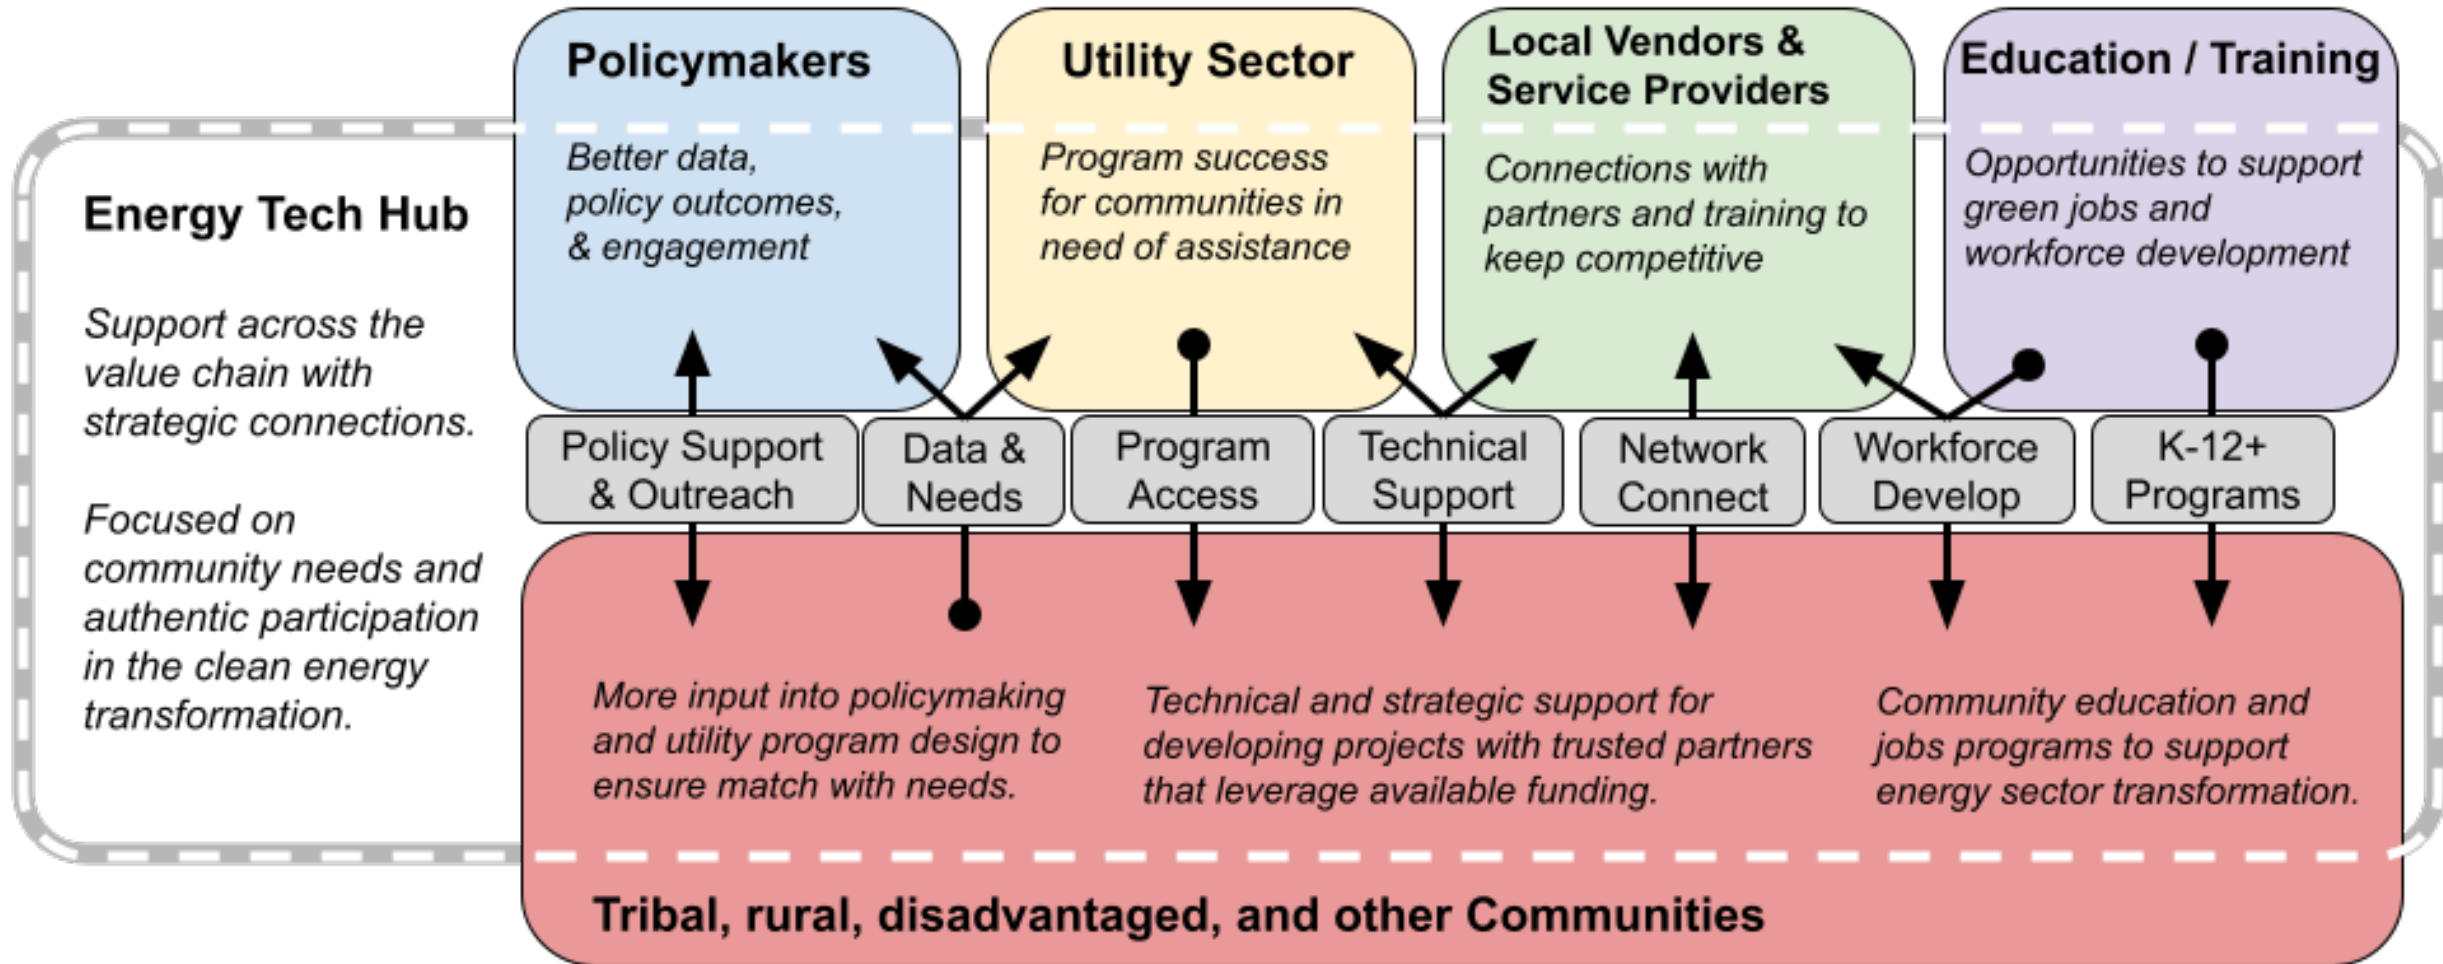 Energy Tech Hub
Support across the
value chain with
strategic connections.
Focused on
community needs and
authentic participation
in the clean energy
transformation.
Policymakers
Better data,
policy outcomes,
& engagement
Utility Sector
Program success
for communities in
need of assistance
Local Vendors &
Service Providers
Connections with
partners and training to
keep competitive
Education / Training
Opportunities to support
green jobs and
workforce development
Policy Support
& Outreach
Data &
Needs
Program
Access
Technical
Support
Network
Connect
Workforce
Develop
K-12+
Programs
More input into policymaking
and utility program design to
ensure match with needs.
Technical and strategic support for
developing projects with trusted partners
that leverage available funding.
Community education and
jobs programs to support
energy sector transformation.
Tribal, rural, disadvantaged, and other Communities